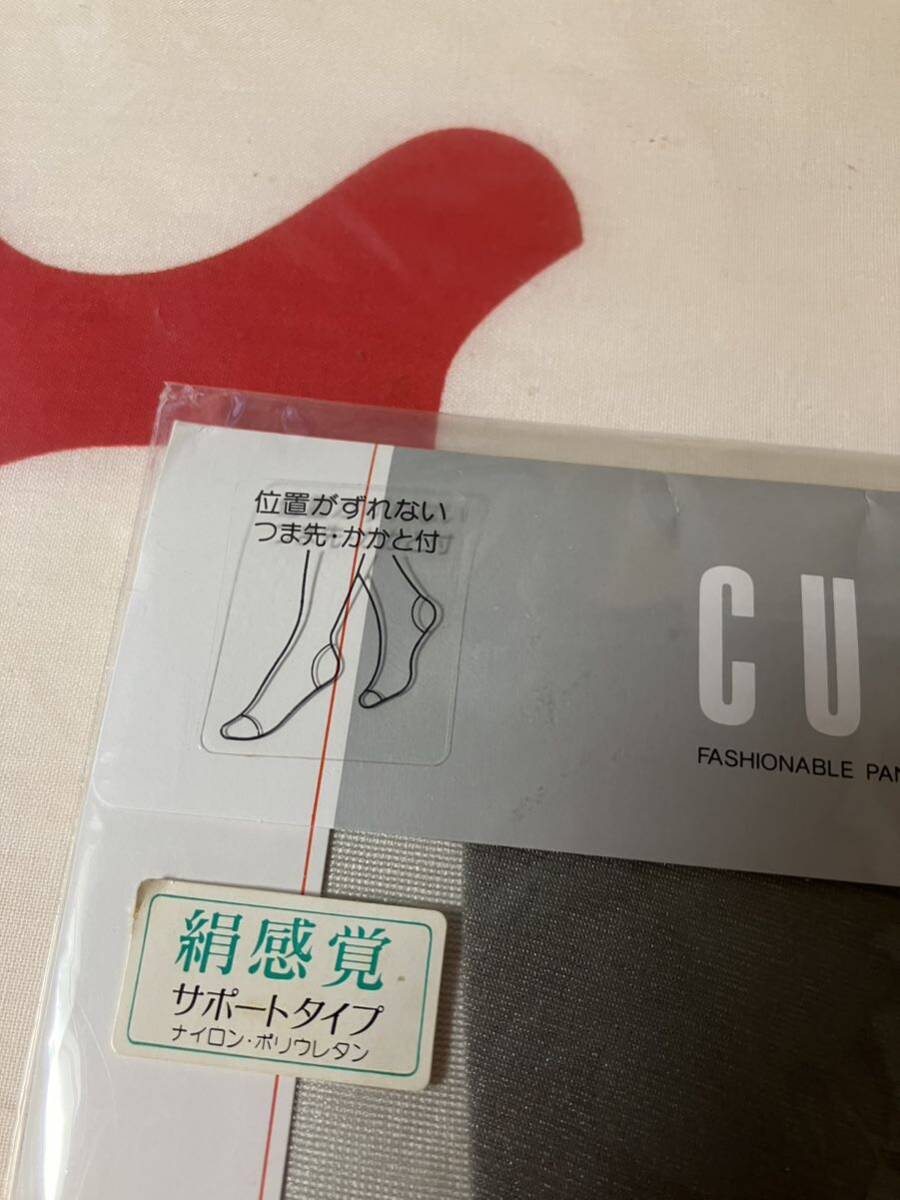 位置がずれない
つま先・かかと付
CU
FASHIONABLE
絹感覚
サポートタイプ
ナイロン・ポリウレタン